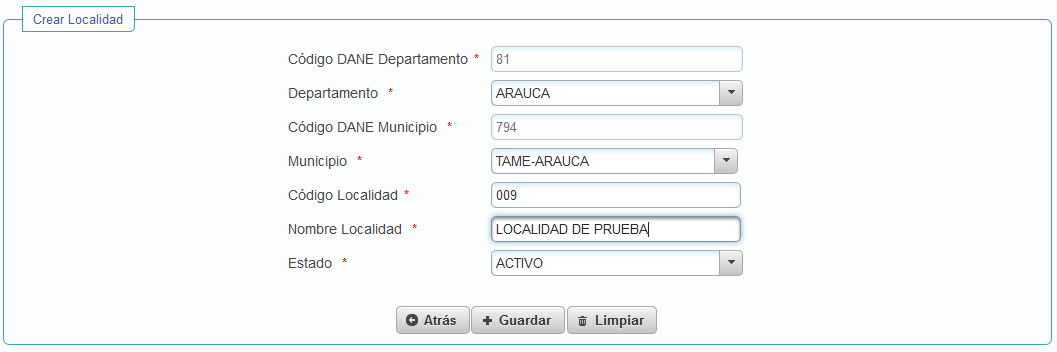 Crear Localidad
Código DANE Departamento * 81
Departamento * ARAUCA
Código DANE Municipio * 794
Municipio * TAME-ARAUCA
Código Localidad * 009
Nombre Localidad * LOCALIDAD DE PRUEBA
Estado * ACTIVO
Atrás Guardar Limpiar